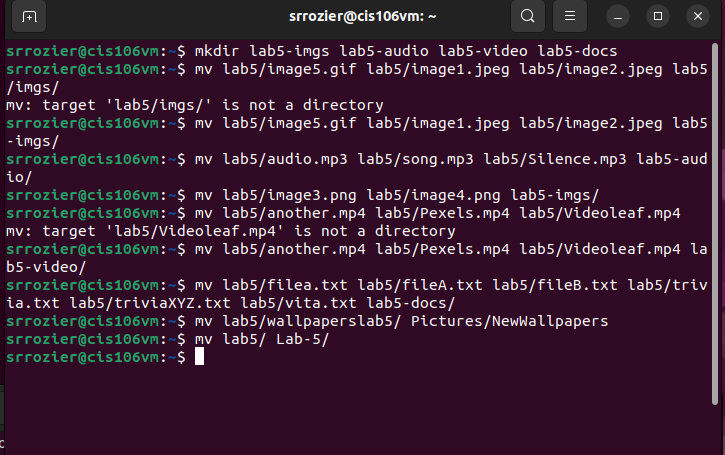 srrozier@cis106vm: ~
srrozier@cis106vm:~$ mkdir lab5-imgs lab5-audio lab5-video lab5-docs
srrozier@cis106vm:~$ mv lab5/image5.gif lab5/image1.jpeg lab5/image2.jpeg lab5
/imgs/
mv: target 'lab5/imgs/' is not a directory
srrozier@cis106vm:~$ mv lab5/image5.gif lab5/image1.jpeg lab5/image2.jpeg lab5
-imgs/
srrozier@cis106vm:~$ mv lab5/audio.mp3 lab5/song.mp3 lab5/Silence.mp3 lab5-aud
io/
srrozier@cis106vm:~$ mv lab5/image3.png lab5/image4.png lab5-imgs/
srrozier@cis106vm:~$ mv lab5/another.mp4 lab5/Pexels.mp4 lab5/Videoleaf.mp4
mv: target 'lab5/Videoleaf.mp4' is not a directory
srrozier@cis106vm:~$ mv lab5/another.mp4 lab5/Pexels.mp4 lab5/Videoleaf.mp4 la
b5-video/
srrozier@cis106vm:~$ mv lab5/filea.txt lab5/fileA.txt lab5/fileB.txt lab5/triv
ia.txt lab5/triviaXYZ.txt lab5/vita.txt lab5-docs/
srrozier@cis106vm:~$ mv lab5/wallpaperslab5/ Pictures/NewWallpapers
srrozier@cis106vm:~$ mv lab5/ Lab-5/
srrozier@cis106vm:~$